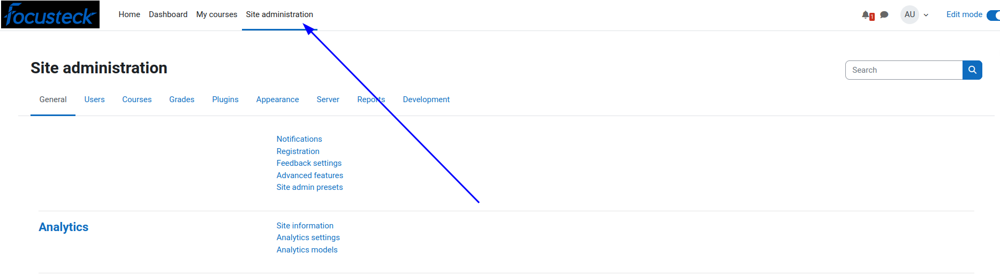 Focusteck
Home Dashboard My courses Site administration 1 AU Edit mode
Site administration
Search
General Users Courses Grades Plugins Appearance Server Reports Development
Notifications
Registration
Feedback settings
Advanced features
Site admin presets
Analytics
Site information
Analytics settings
Analytics models